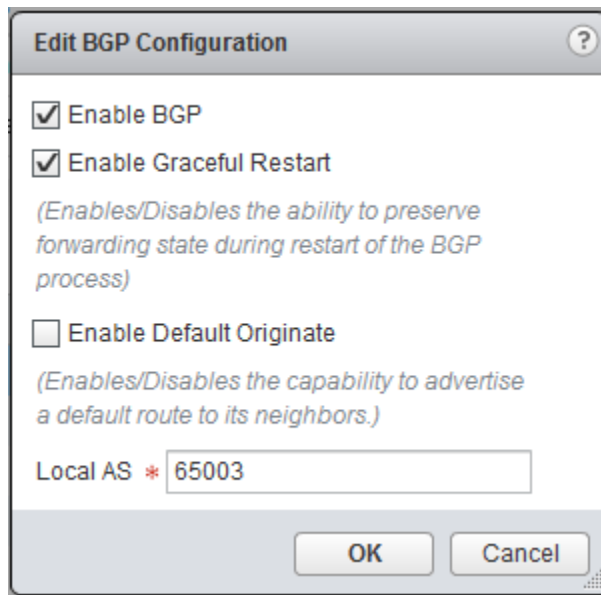 Edit BGP Configuration
?
Enable BGP
Enable Graceful Restart
(Enables/Disables the ability to preserve
forwarding state during restart of the BGP
process)
Enable Default Originate
(Enables/Disables the capability to advertise
a default route to its neighbors.)
Local AS * 65003
OK Cancel